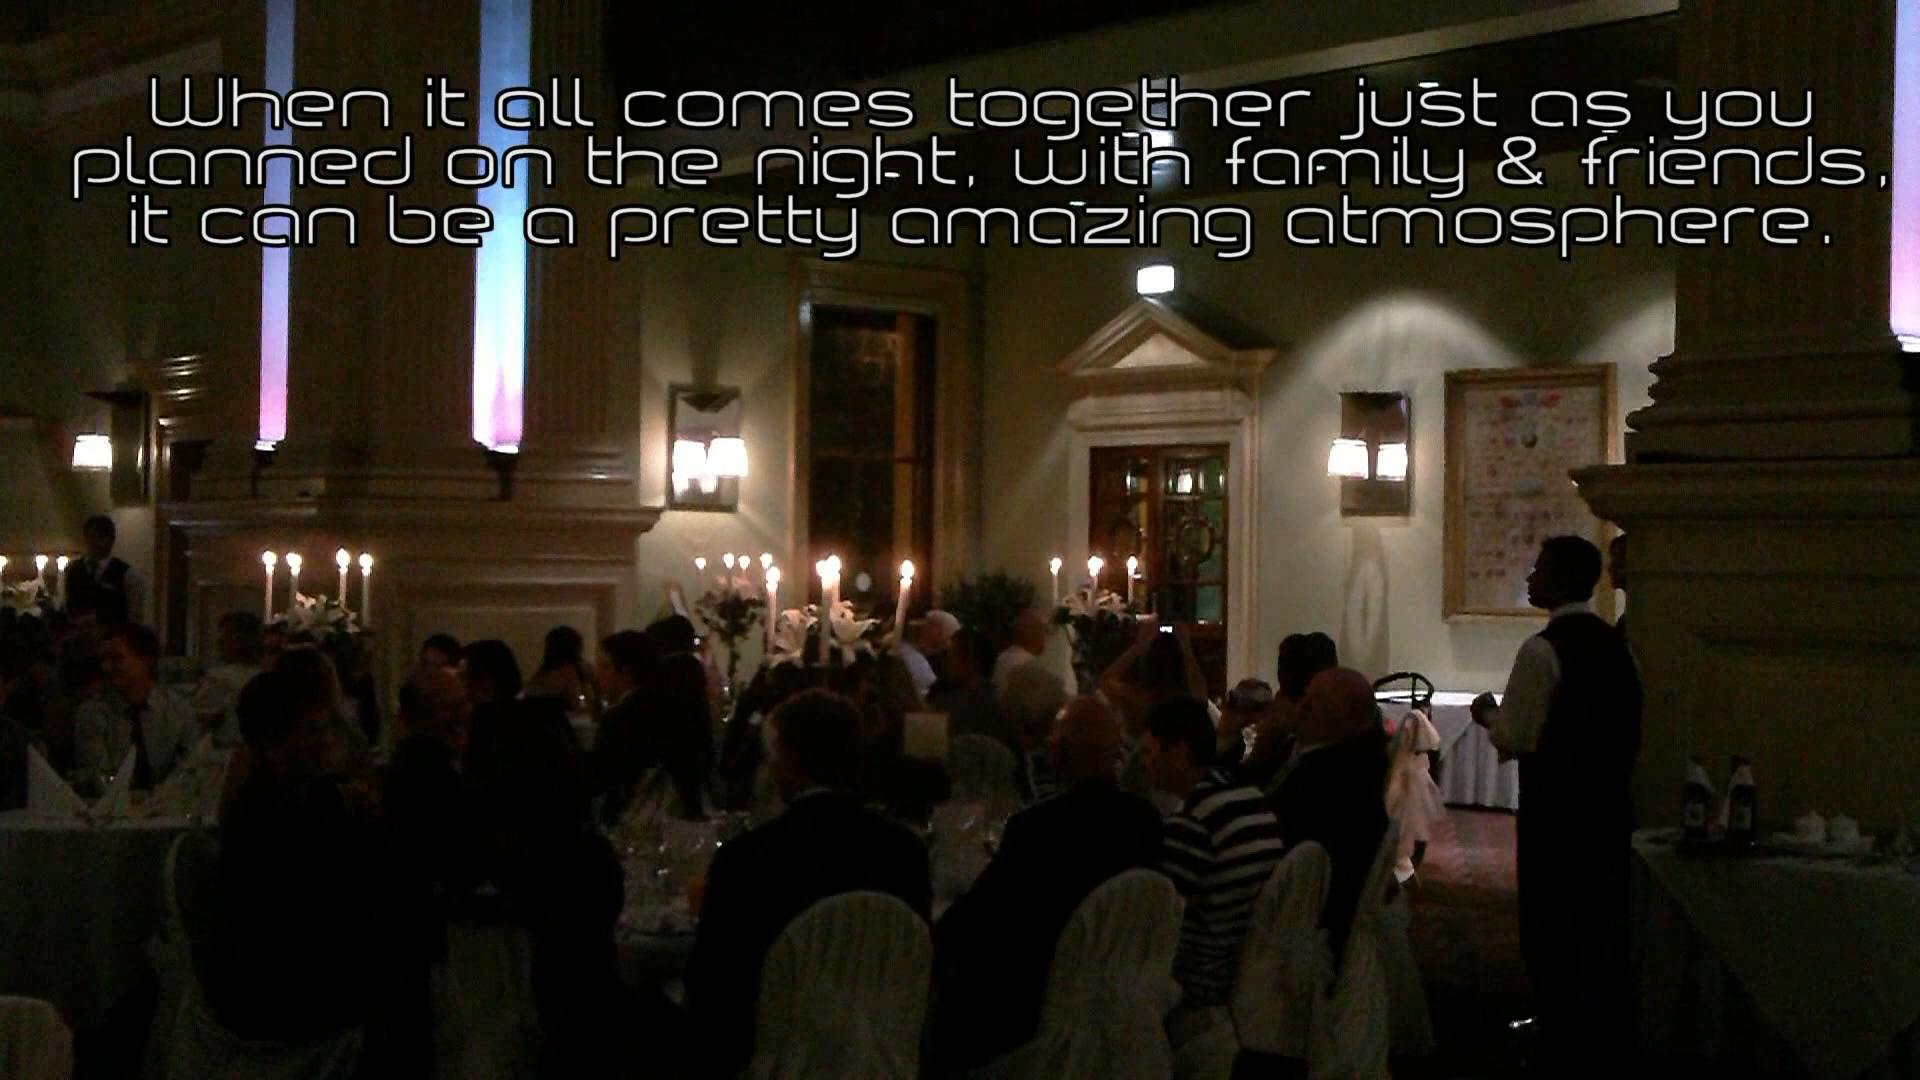 When it all comes together just as you
planned on the night, with family & friends,
it can be a pretty amazing atmosphere.